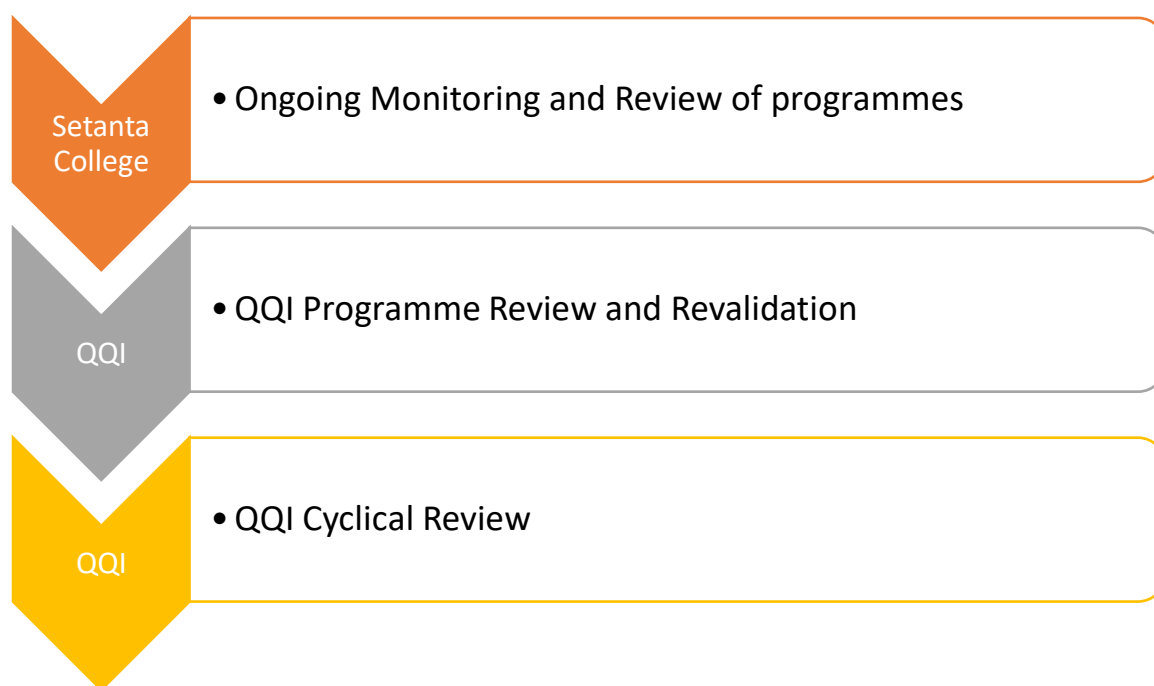 Setanta
College
• Ongoing Monitoring and Review of programmes
QQI
• QQI Programme Review and Revalidation
QQI
• QQI Cyclical Review